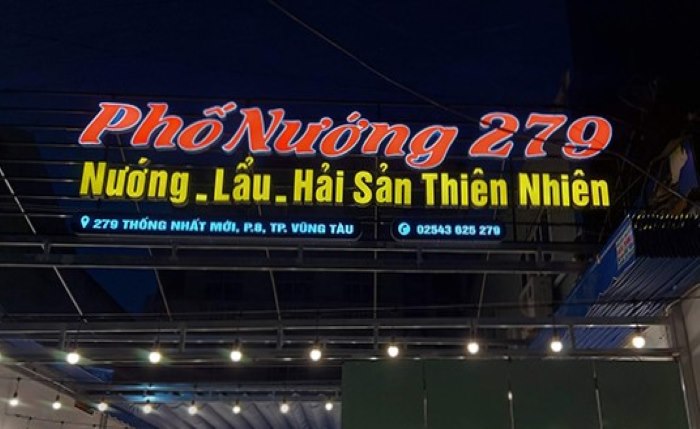 Phố Nướng 279
Nướng - Lẩu - Hải Sản Thiên Nhiên
279 THỐNG NHẤT MỚI, P.8, TP. VŨNG TÀU
02543 625 279